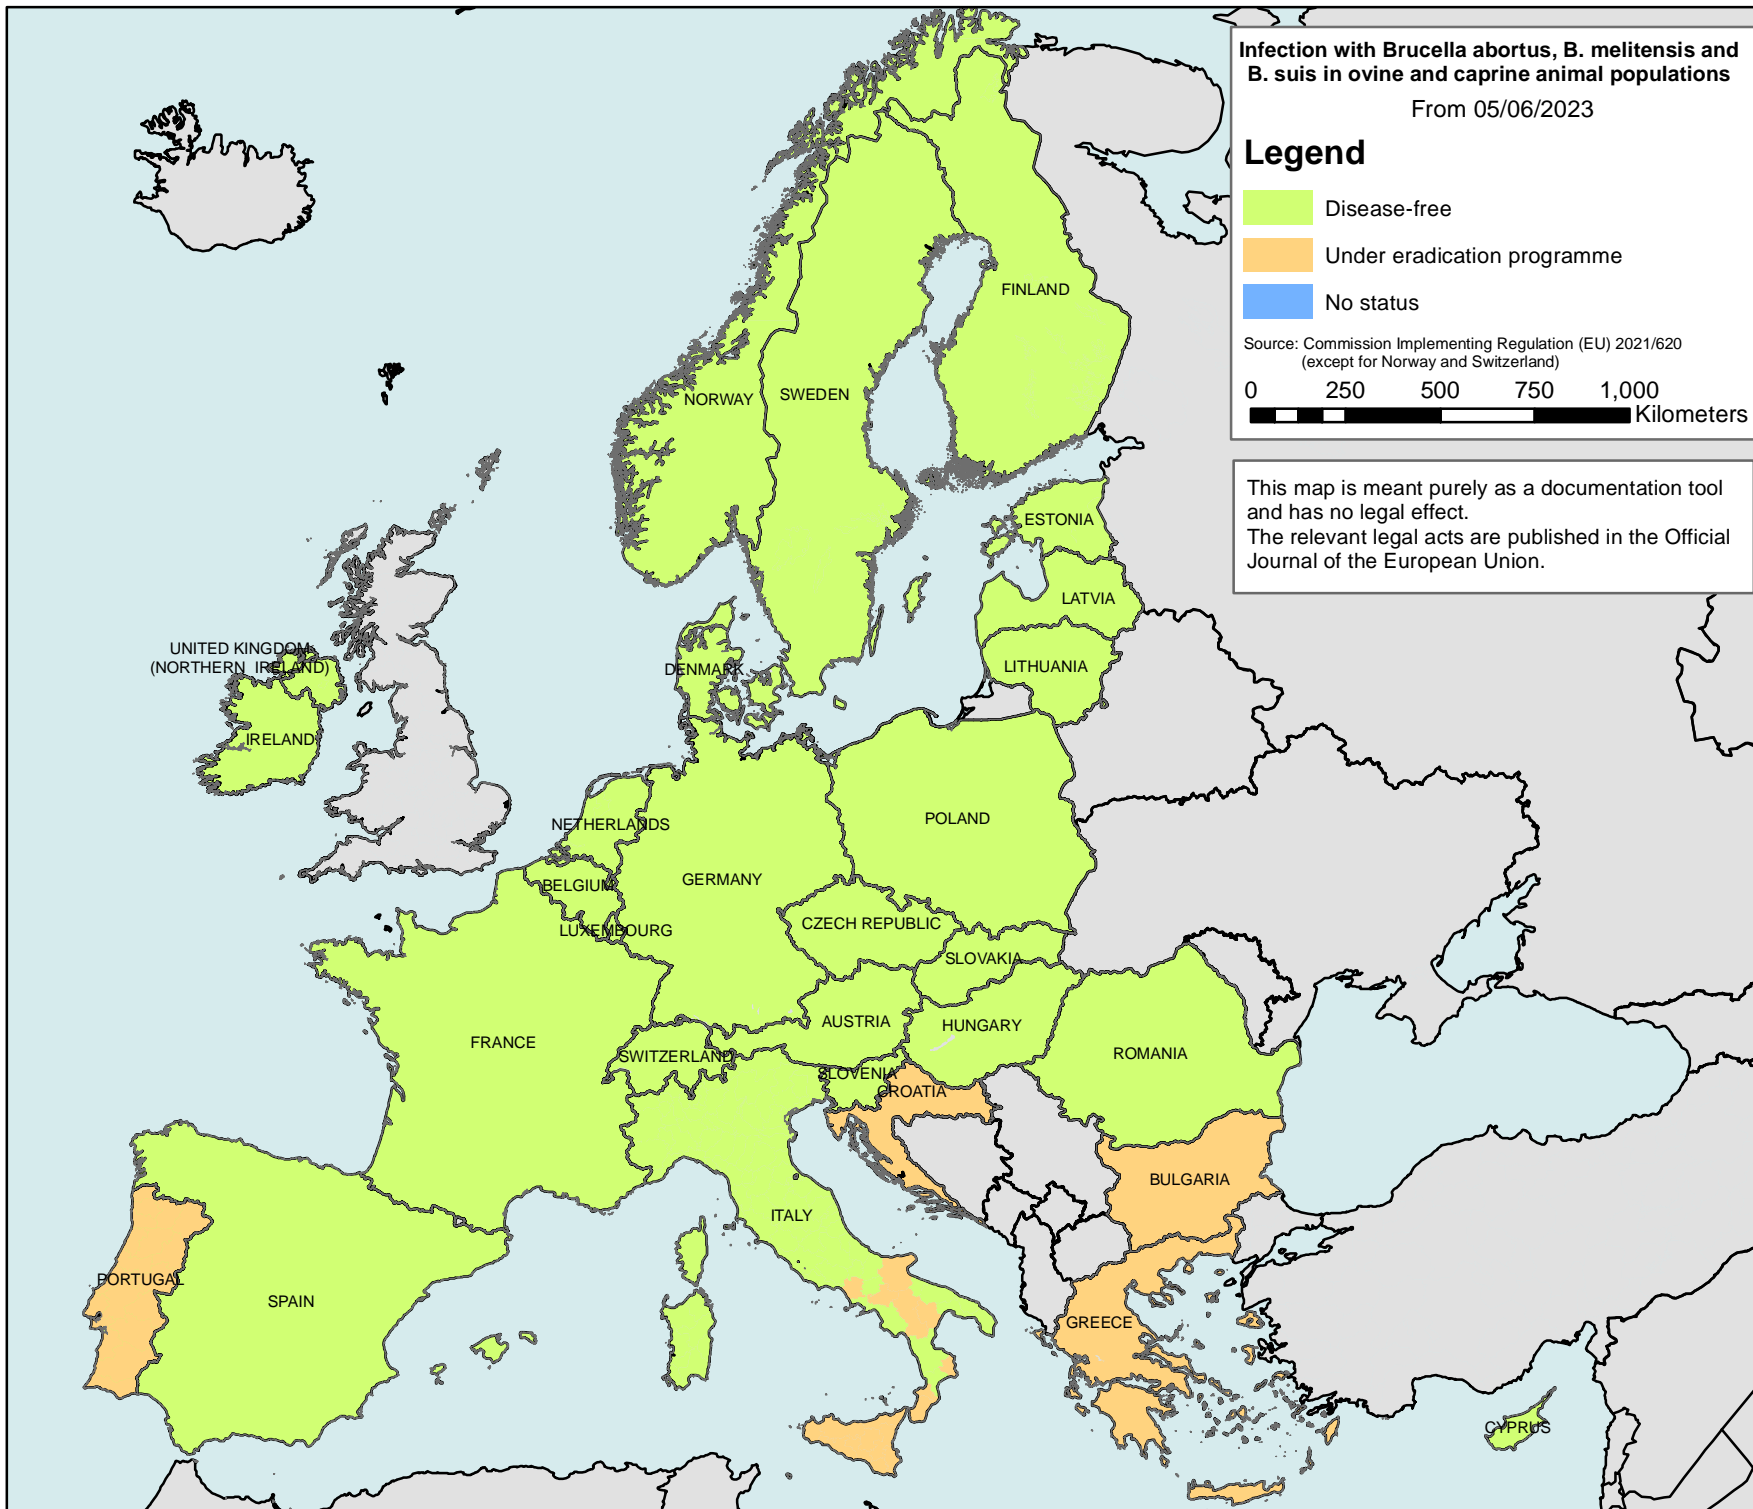 Infection with Brucella abortus, B. melitensis and
B. suis in ovine and caprine animal populations
From 05/06/2023
Legend
Disease-free
Under eradication programme
No status
Source: Commission Implementing Regulation (EU) 2021/620
(except for Norway and Switzerland)
0 250 500 750 1,000
Kilometers
This map is meant purely as a documentation tool
and has no legal effect.
The relevant legal acts are published in the Official
Journal of the European Union.
FINLAND
NORWAY
SWEDEN
ESTONIA
LATVIA
UNITED KINGDOM
(NORTHERN IRELAND)
DENMARK
LITHUANIA
IRELAND
NETHERLANDS
POLAND
BELGIUM
GERMANY
LUXEMBOURG
CZECH REPUBLIC
SLOVAKIA
AUSTRIA
HUNGARY
FRANCE
SWITZERLAND
ROMANIA
SLOVENIA
CROATIA
BULGARIA
ITALY
PORTUGAL
SPAIN
GREECE
CYPRUS